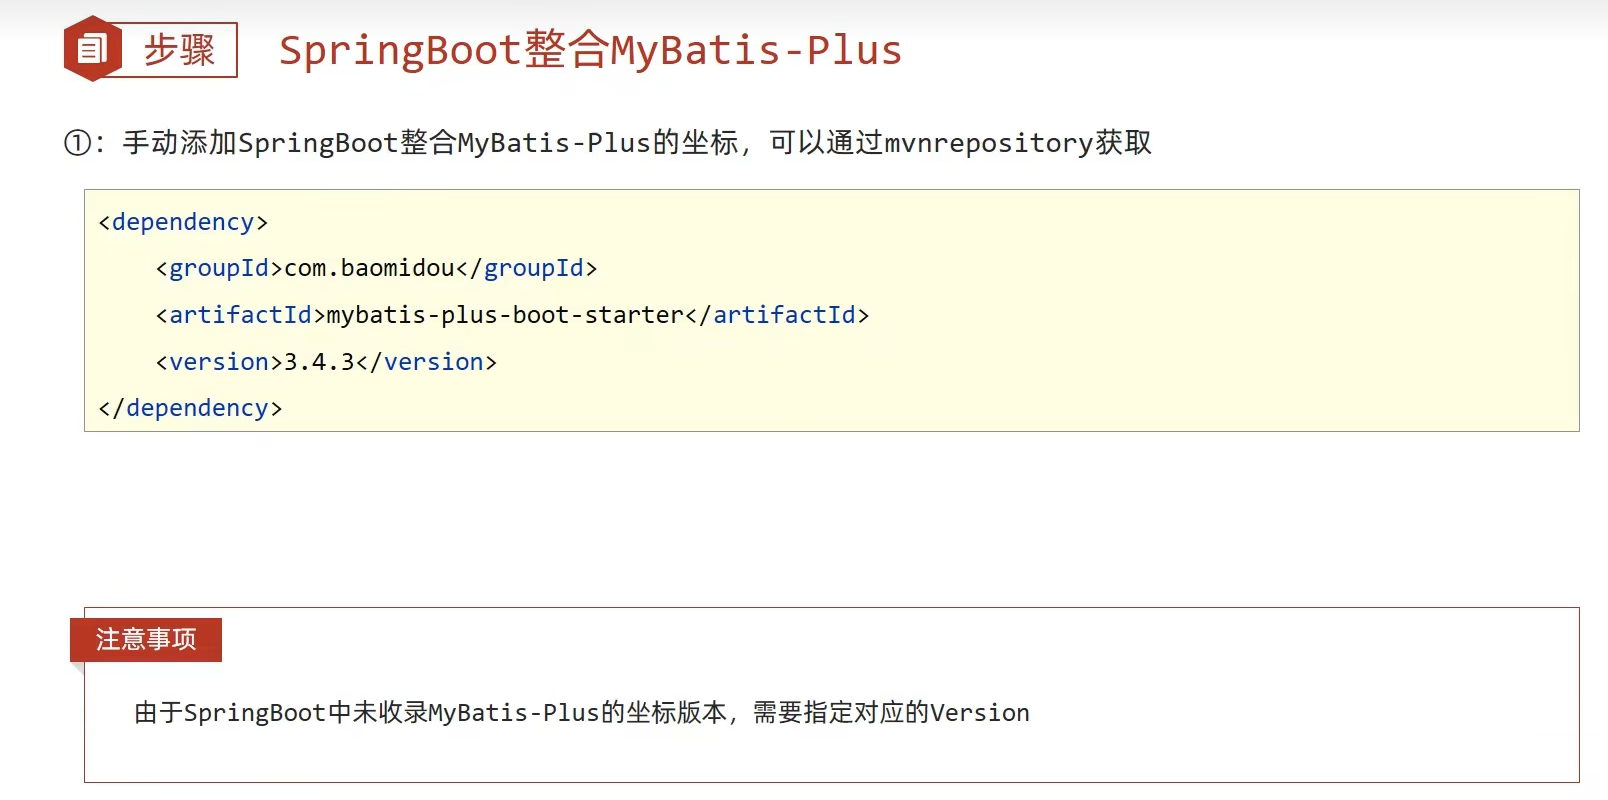 步骤
SpringBoot整合MyBatis-Plus
①：手动添加SpringBoot整合MyBatis-Plus的坐标，可以通过mvnrepository获取
<dependency>
    <groupId>com.baomidou</groupId>
    <artifactId>mybatis-plus-boot-starter</artifactId>
    <version>3.4.3</version>
</dependency>
注意事项
由于SpringBoot中未收录MyBatis-Plus的坐标版本，需要指定对应的Version